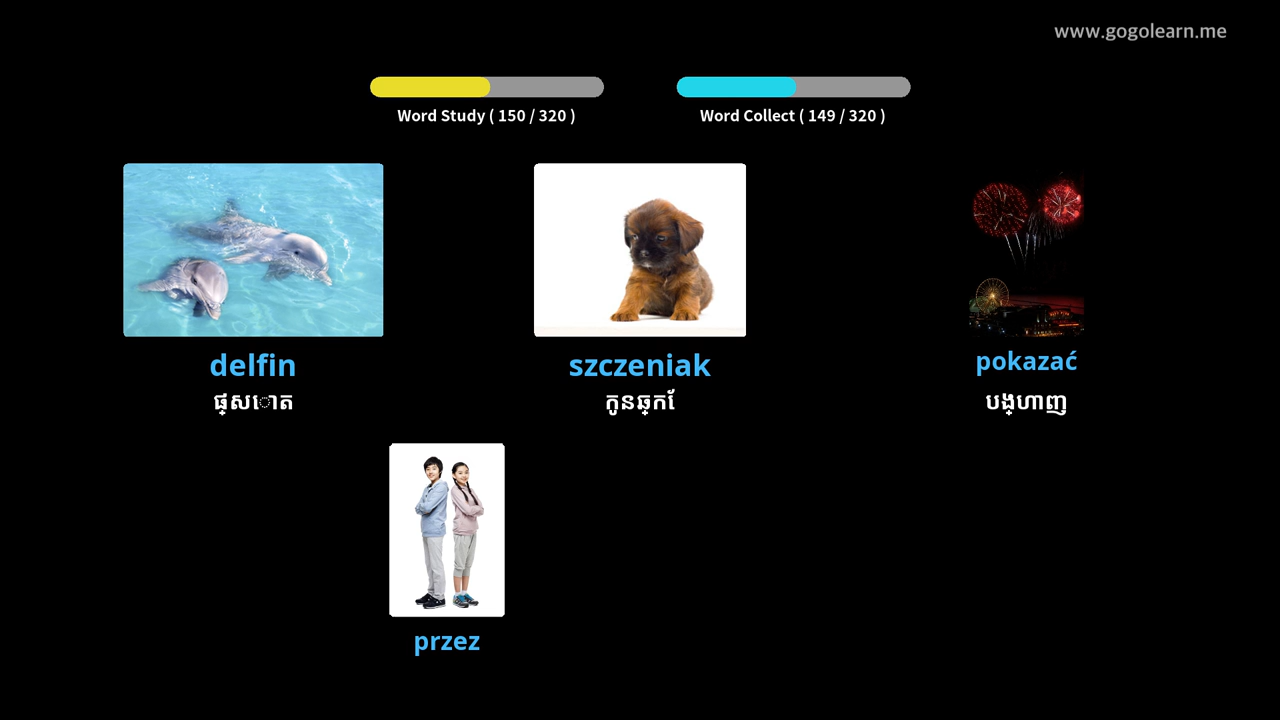 www.gogolearn.me
Word Study ( 150 / 320 )
Word Collect ( 149 / 320 )
delfin
szczeniak
pokazać
ផ្សោត
កូនឆ្កែ
បង្ហាញ
przez